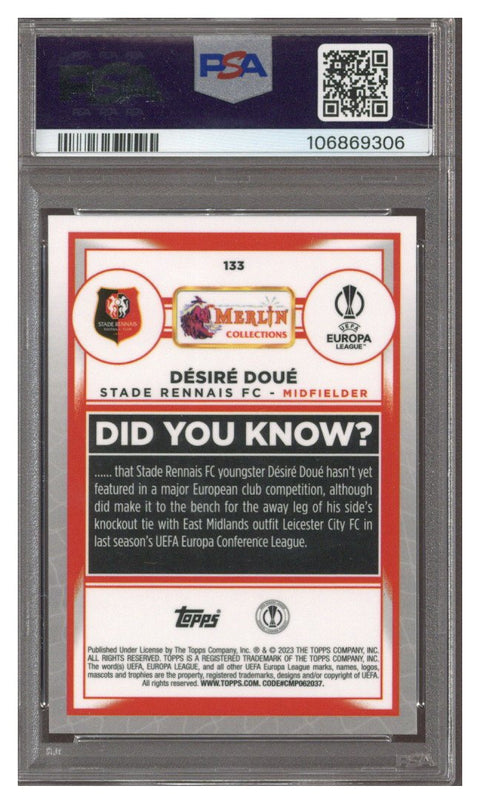 PSA
PSA
106869306
133
STADE RENNAIS
FOOTBALL CLUB
MERLIN
COLLECTIONS
UEFA
EUROPA
LEAGUE™
DÉSIRÉ DOUÉ
STADE RENNAIS FC - MIDFIELDER
DID YOU KNOW?
...... that Stade Rennais FC youngster Désiré Doué hasn't yet
featured in a major European club competition, although
did make it to the bench for the away leg of his side's
knockout tie with East Midlands outfit Leicester City FC in
last season's UEFA Europa Conference League.
topps
Published Under License by The Topps Company, Inc. ® & © 2023 THE TOPPS COMPANY, INC.
ALL RIGHTS RESERVED. TOPPS IS A REGISTERED TRADEMARK OF THE TOPPS COMPANY, INC.
The word(s) UEFA, EUROPA LEAGUE, and all other UEFA Europa League marks, names, logos,
mascots and trophies are the property, registered trademarks, designs and/or copyright of UEFA.
All rights reserved. WWW.TOPPS.COM. CODE#CMP062037.
PSA